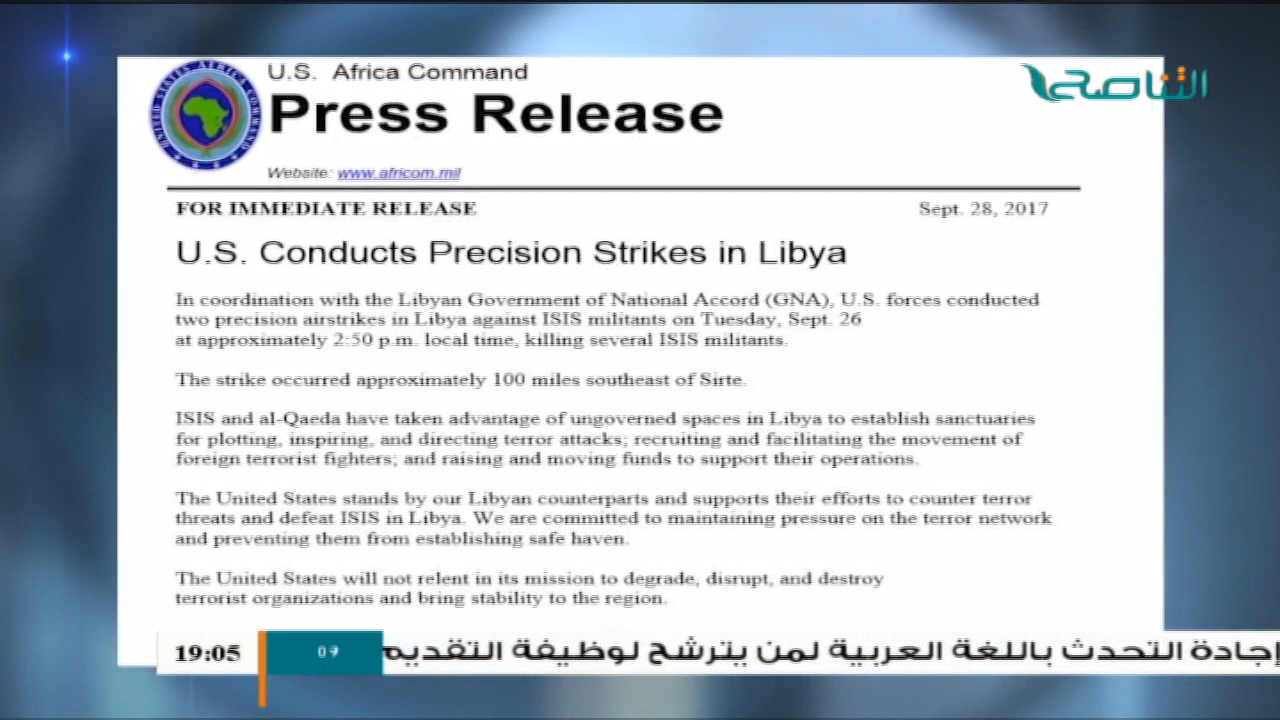 UNITED STATES AFRICA COMMAND
U.S. Africa Command
التناصح
Press Release
Website: www.africom.mil
FOR IMMEDIATE RELEASE Sept. 28, 2017
U.S. Conducts Precision Strikes in Libya
In coordination with the Libyan Government of National Accord (GNA), U.S. forces conducted
two precision airstrikes in Libya against ISIS militants on Tuesday, Sept. 26
at approximately 2:50 p.m. local time, killing several ISIS militants.
The strike occurred approximately 100 miles southeast of Sirte.
ISIS and al-Qaeda have taken advantage of ungoverned spaces in Libya to establish sanctuaries
for plotting, inspiring, and directing terror attacks; recruiting and facilitating the movement of
foreign terrorist fighters; and raising and moving funds to support their operations.
The United States stands by our Libyan counterparts and supports their efforts to counter terror
threats and defeat ISIS in Libya. We are committed to maintaining pressure on the terror network
and preventing them from establishing safe haven.
The United States will not relent in its mission to degrade, disrupt, and destroy
terrorist organizations and bring stability to the region.
19:05
إجادة التحدث باللغة العربية لمن يترشح لوظيفة التقديم